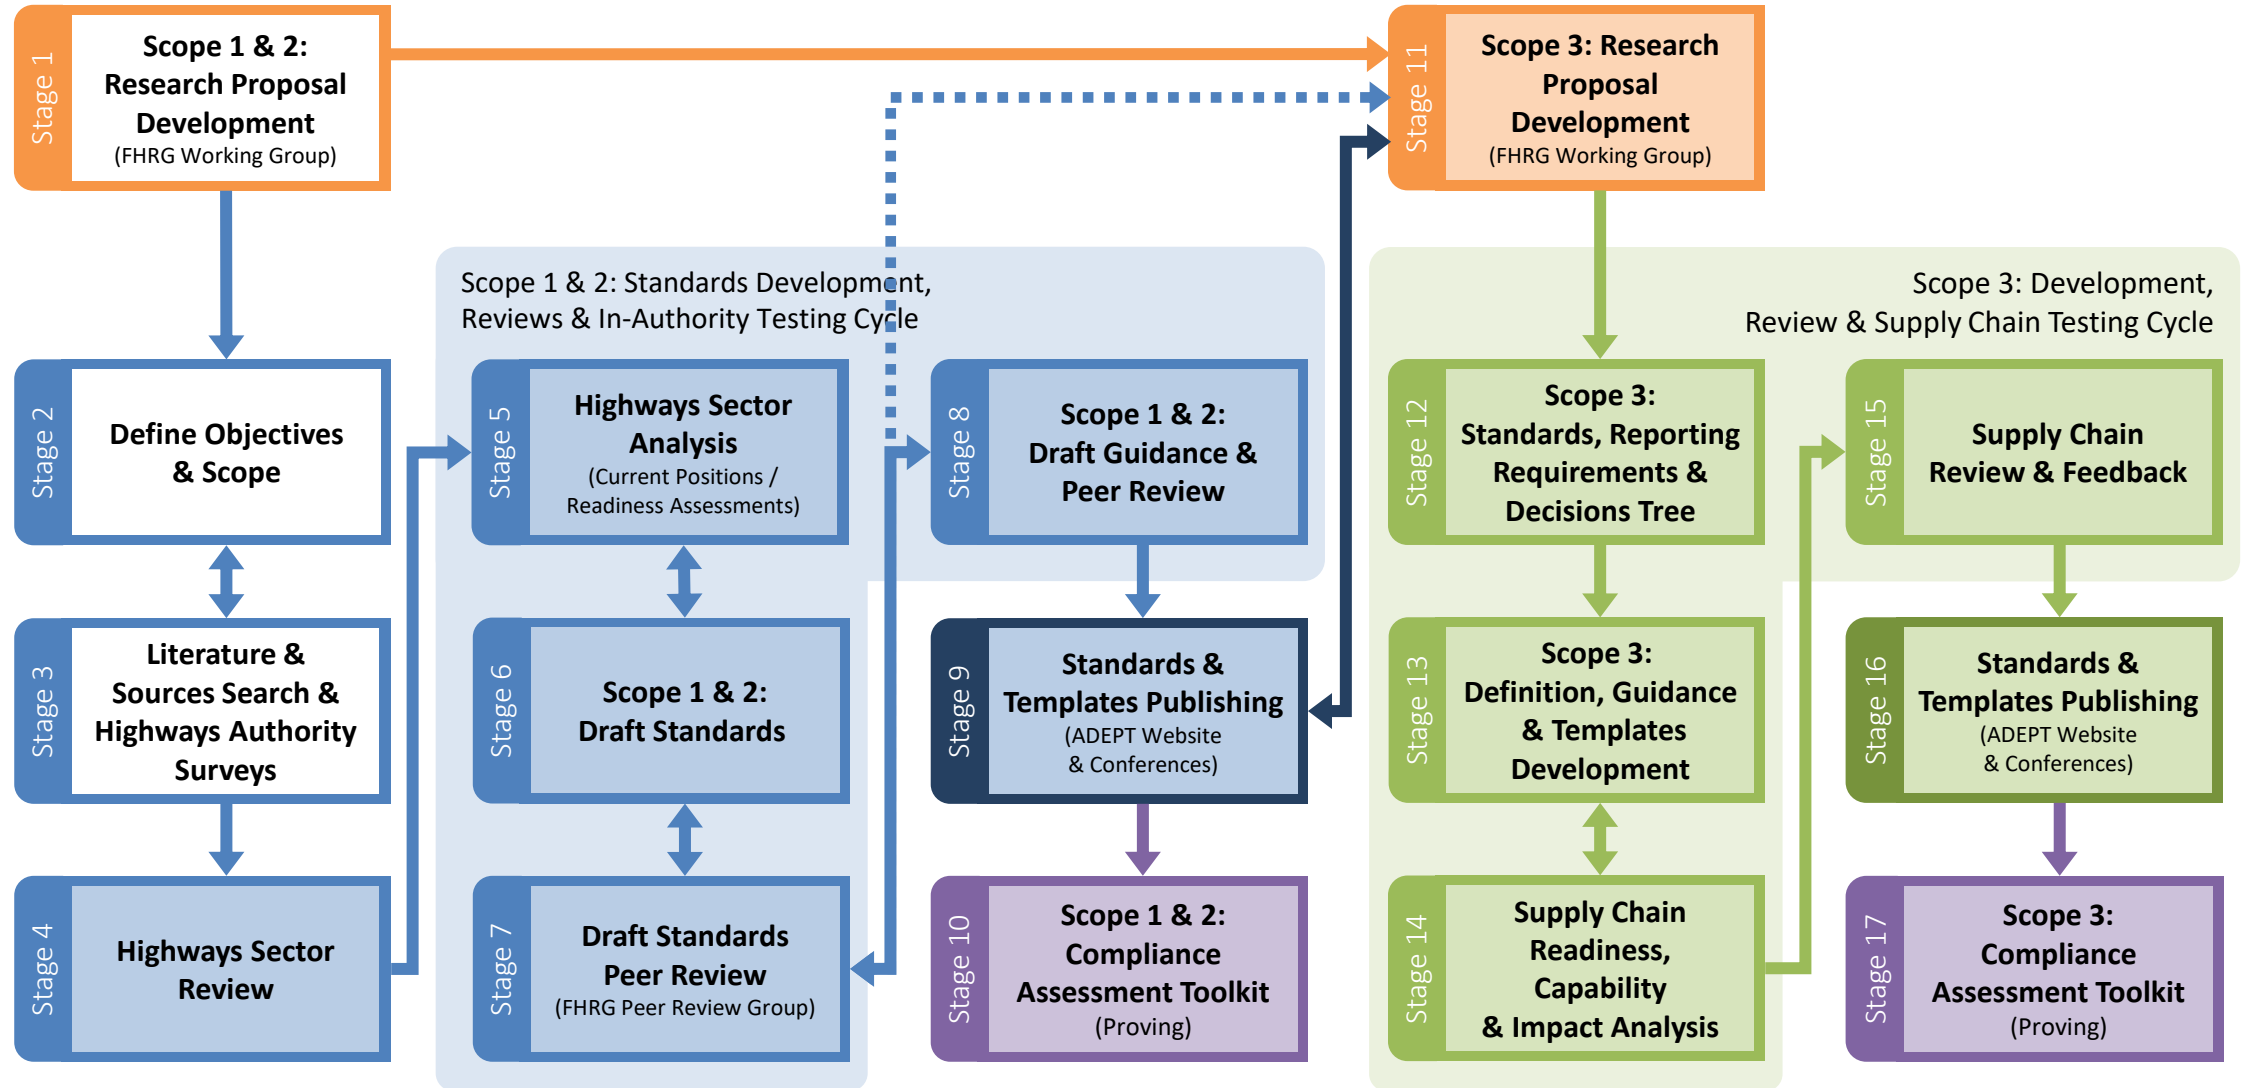 Stage 1
Scope 1 & 2:
Research Proposal
Development
(FHRG Working Group)
Stage 2
Define Objectives
& Scope
Stage 3
Literature &
Sources Search &
Highways Authority
Surveys
Stage 4
Highways Sector
Review
Scope 1 & 2: Standards Development,
Reviews & In-Authority Testing Cycle
Stage 5
Highways Sector
Analysis
(Current Positions /
Readiness Assessments)
Stage 6
Scope 1 & 2:
Draft Standards
Stage 7
Draft Standards
Peer Review
(FHRG Peer Review Group)
Stage 8
Scope 1 & 2:
Draft Guidance &
Peer Review
Stage 9
Standards &
Templates Publishing
(ADEPT Website
& Conferences)
Stage 10
Scope 1 & 2:
Compliance
Assessment Toolkit
(Proving)
Stage 11
Scope 3: Research
Proposal
Development
(FHRG Working Group)
Scope 3: Development,
Review & Supply Chain Testing Cycle
Stage 12
Scope 3:
Standards, Reporting
Requirements &
Decisions Tree
Stage 13
Scope 3:
Definition, Guidance
& Templates
Development
Stage 14
Supply Chain
Readiness,
Capability
& Impact Analysis
Stage 15
Supply Chain
Review & Feedback
Stage 16
Standards &
Templates Publishing
(ADEPT Website
& Conferences)
Stage 17
Scope 3:
Compliance
Assessment Toolkit
(Proving)